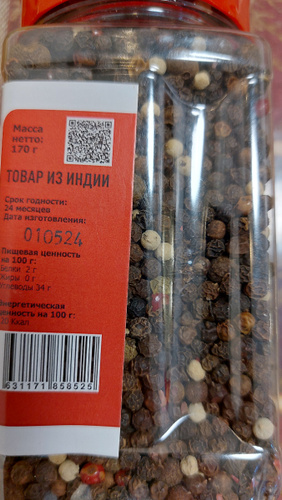 Масса
нетто:
170 г
ТОВАР ИЗ ИНДИИ
Срок годности:
24 месяцев
Дата изготовления:
010524
Пищевая ценность
на 100 г:
Белки 2 г
Жиры 0 г
Углеводы 34 г
Энергетическая
ценность на 100 г:
Ккал
631171 858525